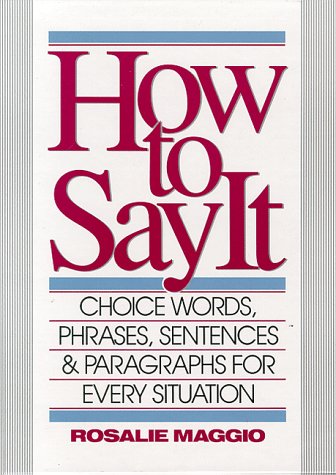 How
to
Say It
CHOICE WORDS,
PHRASES, SENTENCES
& PARAGRAPHS FOR
EVERY SITUATION
ROSALIE MAGGIO